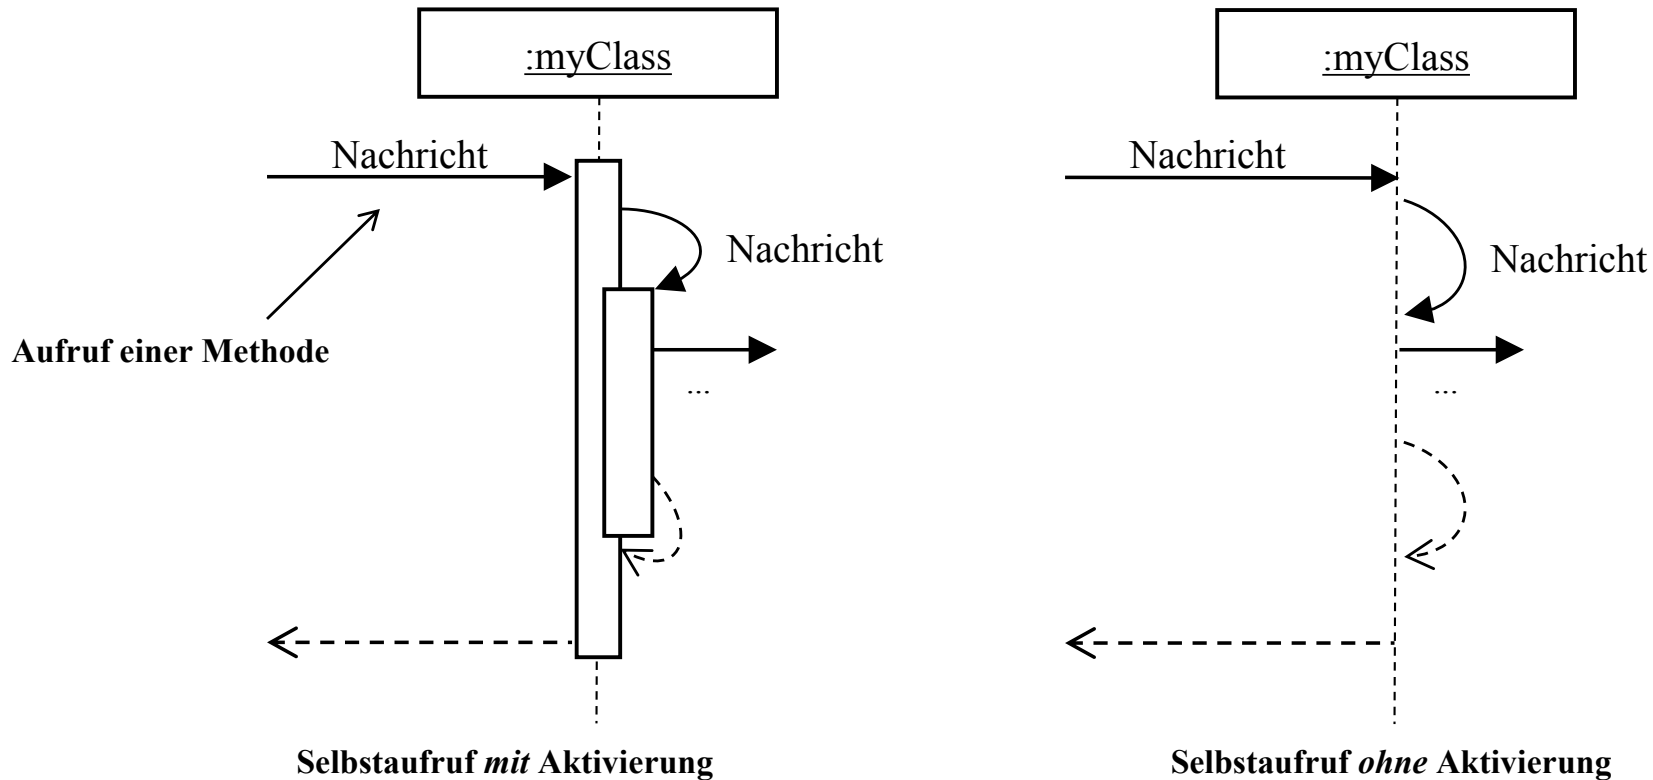 :myClass
Nachricht
Nachricht
Aufruf einer Methode
...
Selbstaufruf mit Aktivierung
:myClass
Nachricht
Nachricht
...
Selbstaufruf ohne Aktivierung